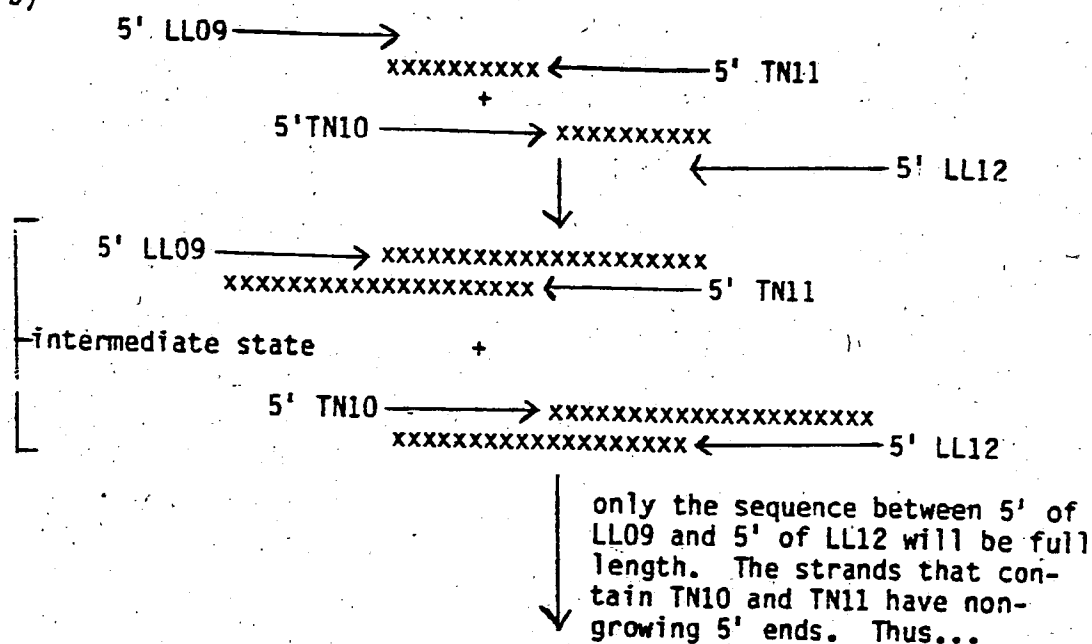 b)
5' LL09
xxxxxxxxxx 5' TN11
+
5'TN10 xxxxxxxxxx
5' LL12
5' LL09 xxxxxxxxxxxxxxxxxxxxx
xxxxxxxxxxxxxxxxxxxx 5' TN11
intermediate state +
5' TN10 xxxxxxxxxxxxxxxxxxxxx
xxxxxxxxxxxxxxxxxxx 5' LL12
only the sequence between 5' of
LL09 and 5' of LL12 will be full
length. The strands that con-
tain TN10 and TN11 have non-
growing 5' ends. Thus...